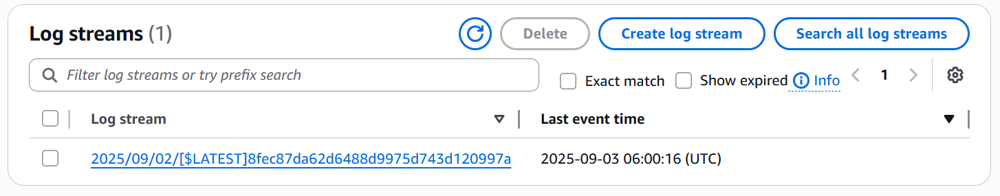 Log streams (1)
Delete
Create log stream
Search all log streams
Filter log streams or try prefix search
Exact match
Show expired
Info
1
Log stream
Last event time
2025/09/02/[$LATEST]8fec87da62d6488d9975d743d120997a
2025-09-03 06:00:16 (UTC)